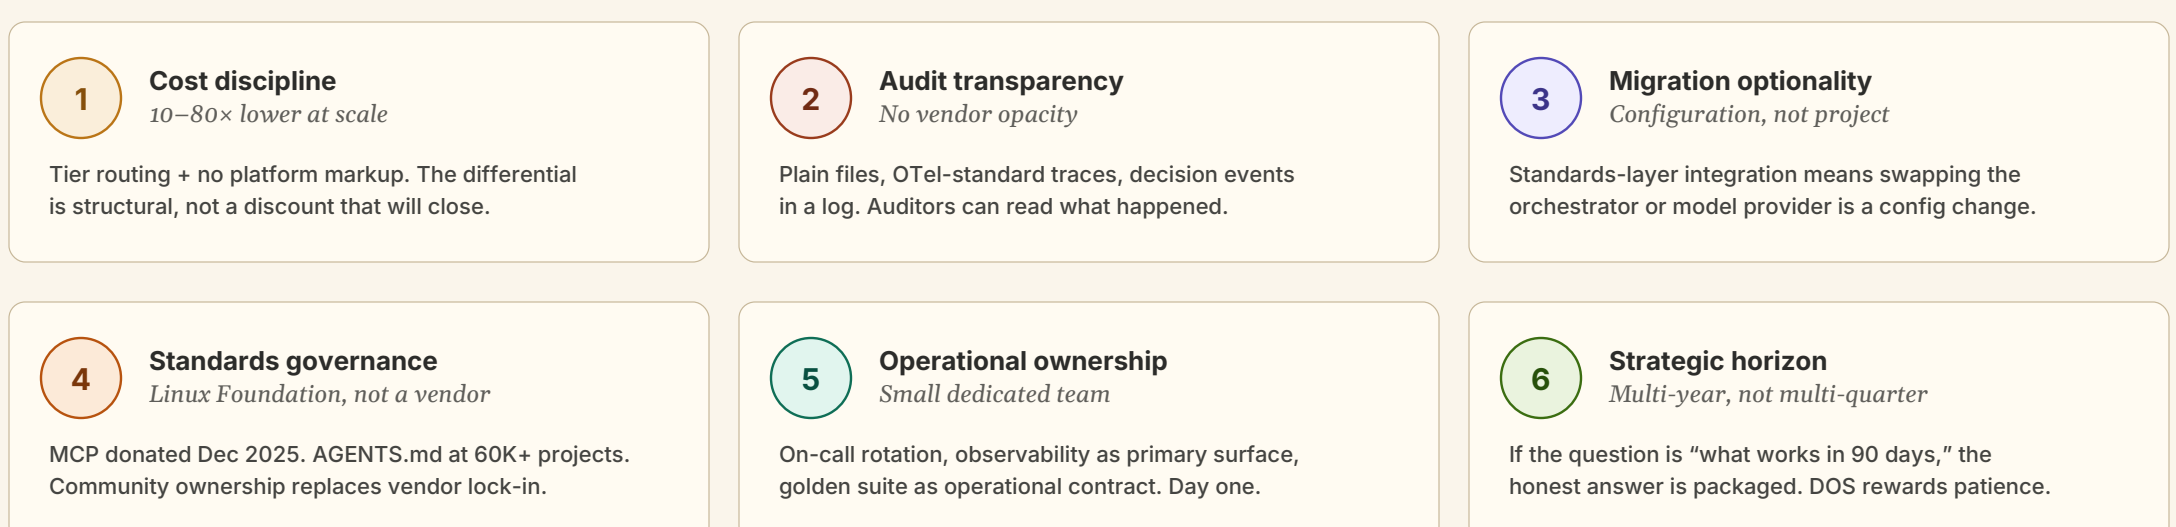 1
Cost discipline
10–80× lower at scale
Tier routing + no platform markup. The differential
is structural, not a discount that will close.
2
Audit transparency
No vendor opacity
Plain files, OTel-standard traces, decision events
in a log. Auditors can read what happened.
3
Migration optionality
Configuration, not project
Standards-layer integration means swapping the
orchestrator or model provider is a config change.
4
Standards governance
Linux Foundation, not a vendor
MCP donated Dec 2025. AGENTS.md at 60K+ projects.
Community ownership replaces vendor lock-in.
5
Operational ownership
Small dedicated team
On-call rotation, observability as primary surface,
golden suite as operational contract. Day one.
6
Strategic horizon
Multi-year, not multi-quarter
If the question is “what works in 90 days,” the
honest answer is packaged. DOS rewards patience.